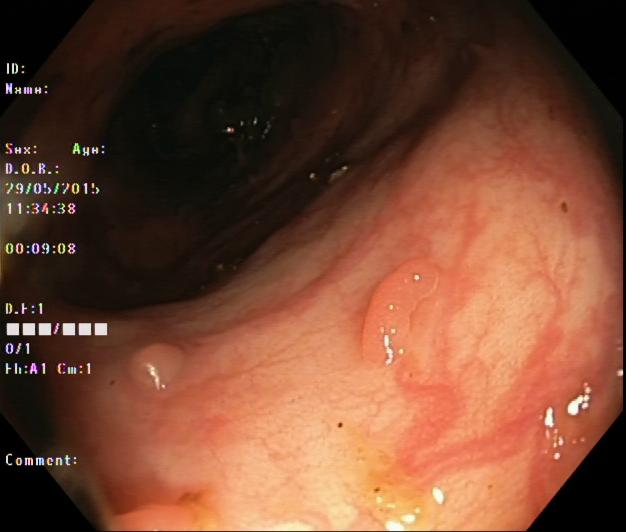 ID:
Name:
Sex: Age:
D.O.B.:
29/05/2015
11:34:38
00:09:08
D.F:1
■■■/■■■
0/1
Eh:A1 Cm:1
Comment: